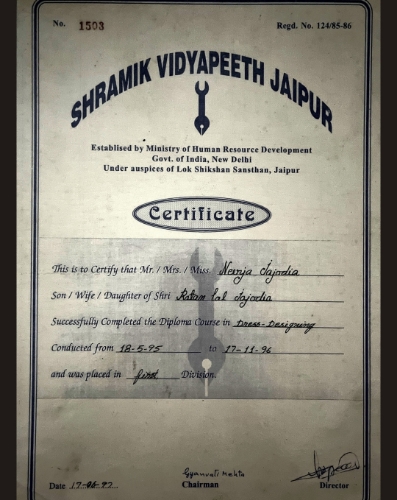 No. 1503 Regd. No. 124/85-86
SHRAMIK VIDYAPEETH JAIPUR
Establised by Ministry of Human Resource Development
Govt. of India, New Delhi
Under auspices of Lok Shikshan Sansthan, Jaipur
Certificate
This is to Certify that Mr. / Mrs. / Miss. Neerja Jajodia
Son / Wife / Daughter of Shri Ratan Lal Jajodia
Successfully Completed the Diploma Course in Dress-Designing
Conducted from 18-5-95 to 17-11-96
and was placed in first Division.
Gyanvati Mehta
Date 17-06-97 Chairman Director